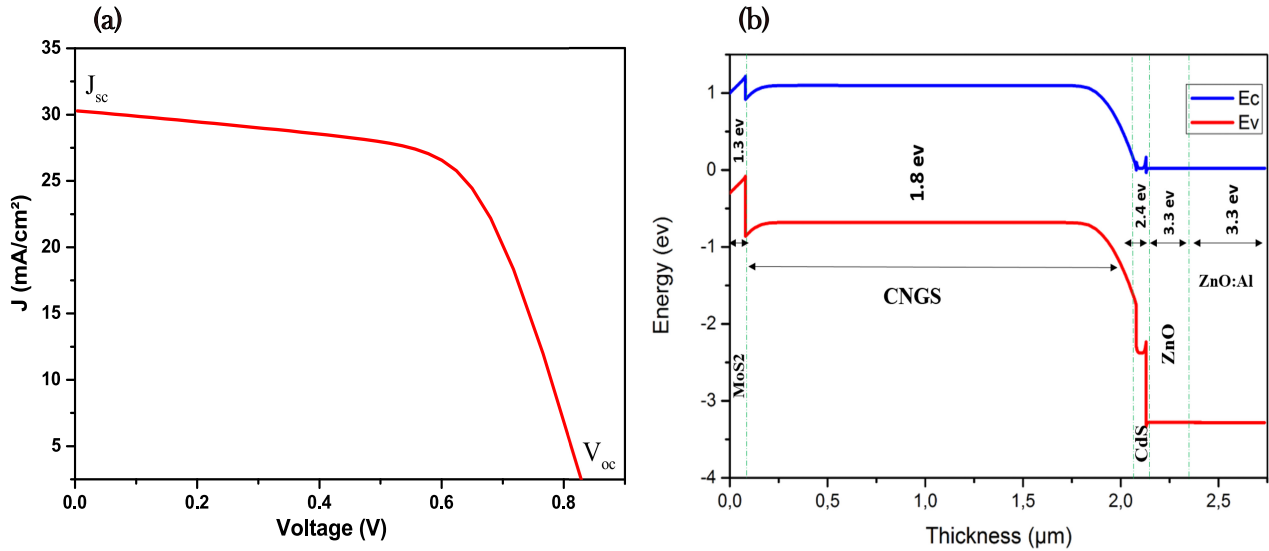 (a)
35
30
25
20
15
10
5
J (mA/cm²)
J_sc
V_oc
0.0
0.2
0.4
0.6
0.8
Voltage (V)
(b)
1
0
-1
-2
-3
-4
Energy (ev)
Ec
Ev
1.3 ev
1.8 ev
2.4 ev
3.3 ev
3.3 ev
MoS2
CNGS
CdS
ZnO
ZnO:Al
0,0
0,5
1,0
1,5
2,0
2,5
Thickness (μm)